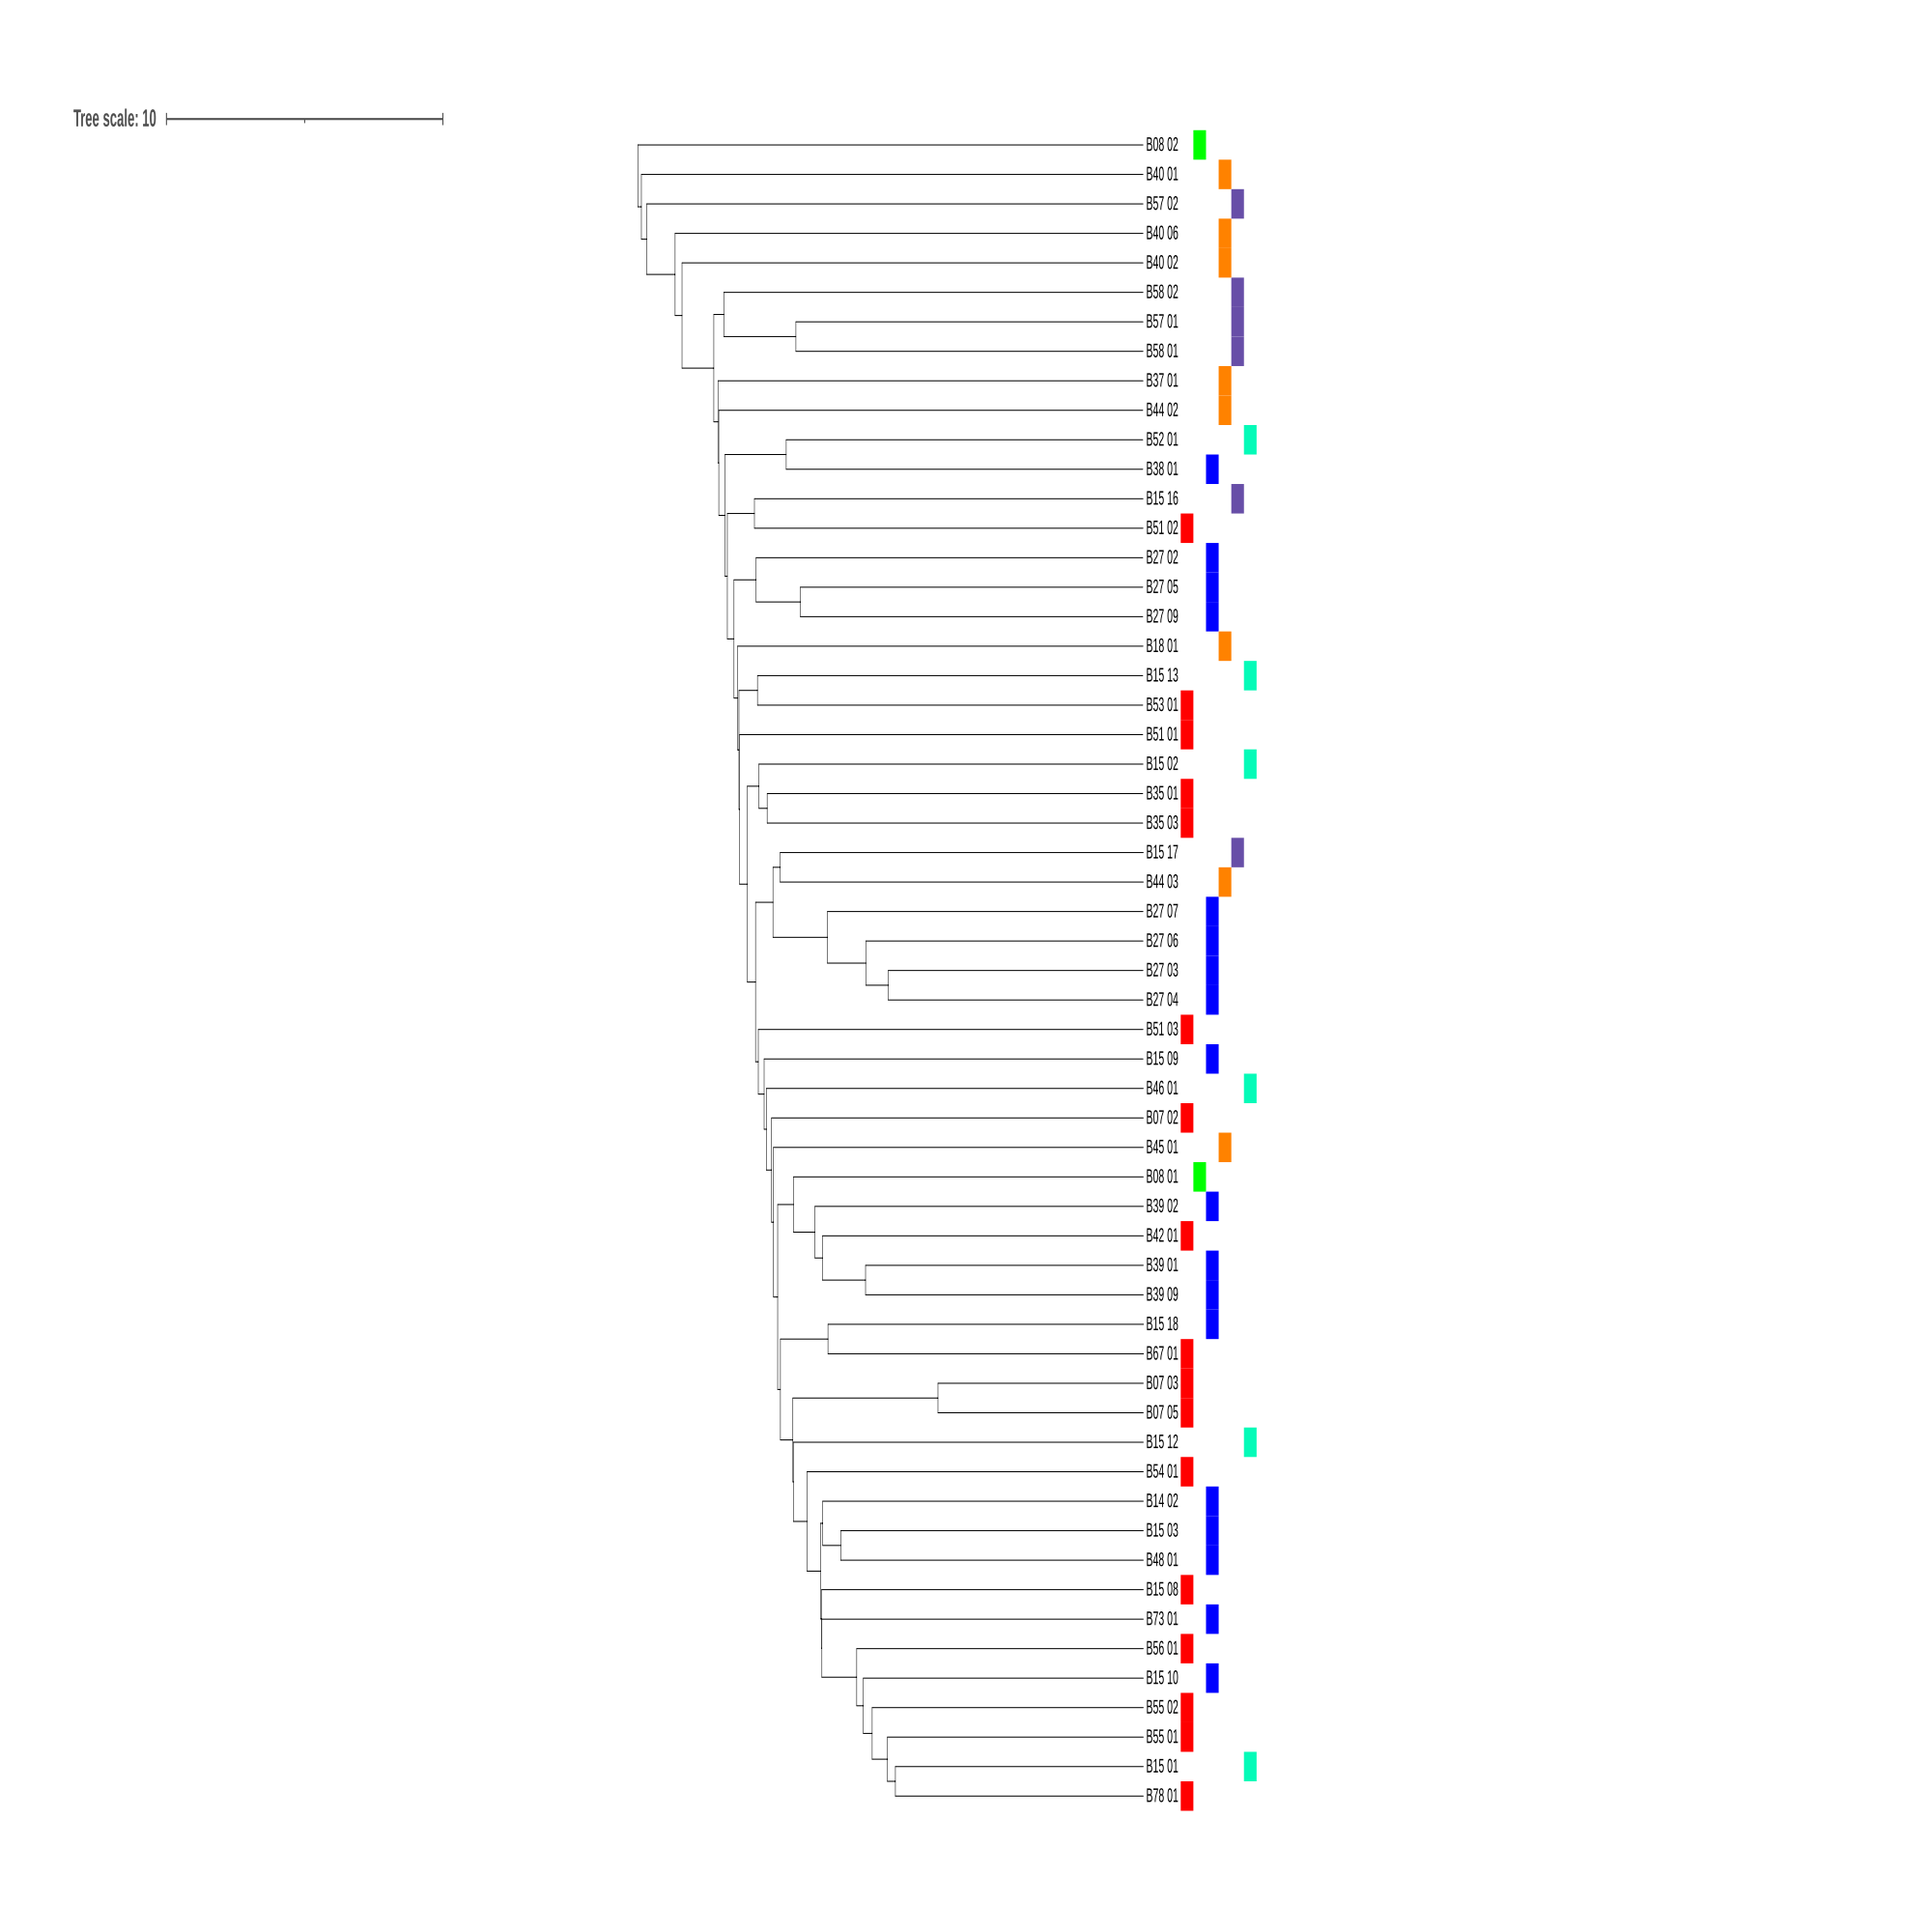 Tree scale: 10
B08 02
B40 01
B57 02
B40 06
B40 02
B58 02
B57 01
B58 01
B37 01
B44 02
B52 01
B38 01
B15 16
B51 02
B27 02
B27 05
B27 09
B18 01
B15 13
B53 01
B51 01
B15 02
B35 01
B35 03
B15 17
B44 03
B27 07
B27 06
B27 03
B27 04
B51 03
B15 09
B46 01
B07 02
B45 01
B08 01
B39 02
B42 01
B39 01
B39 09
B15 18
B67 01
B07 03
B07 05
B15 12
B54 01
B14 02
B15 03
B48 01
B15 08
B73 01
B56 01
B15 10
B55 02
B55 01
B15 01
B78 01